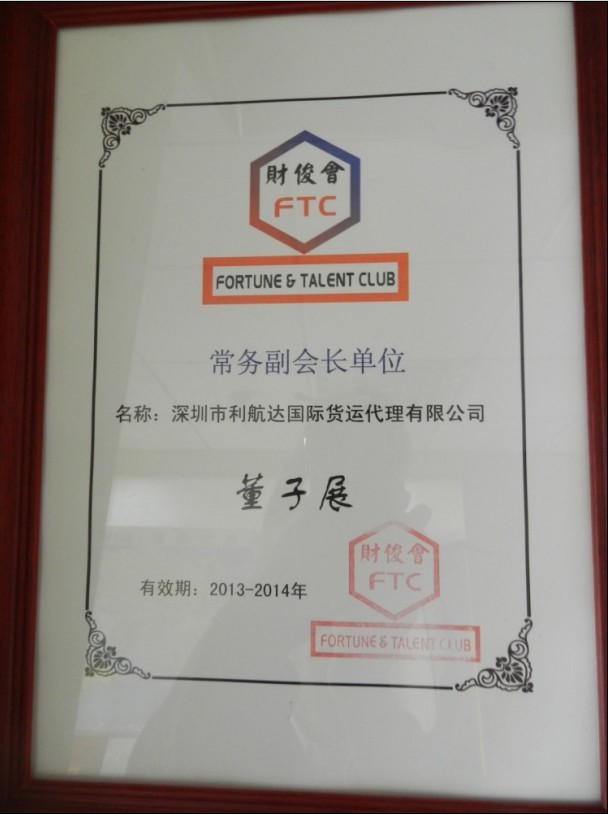 財俊會
FTC
FORTUNE & TALENT CLUB
常务副会长单位
名称：深圳市利航达国际货运代理有限公司
董子展
财俊會
FTC
有效期：2013-2014年
FORTUNE & TALENT CLUB